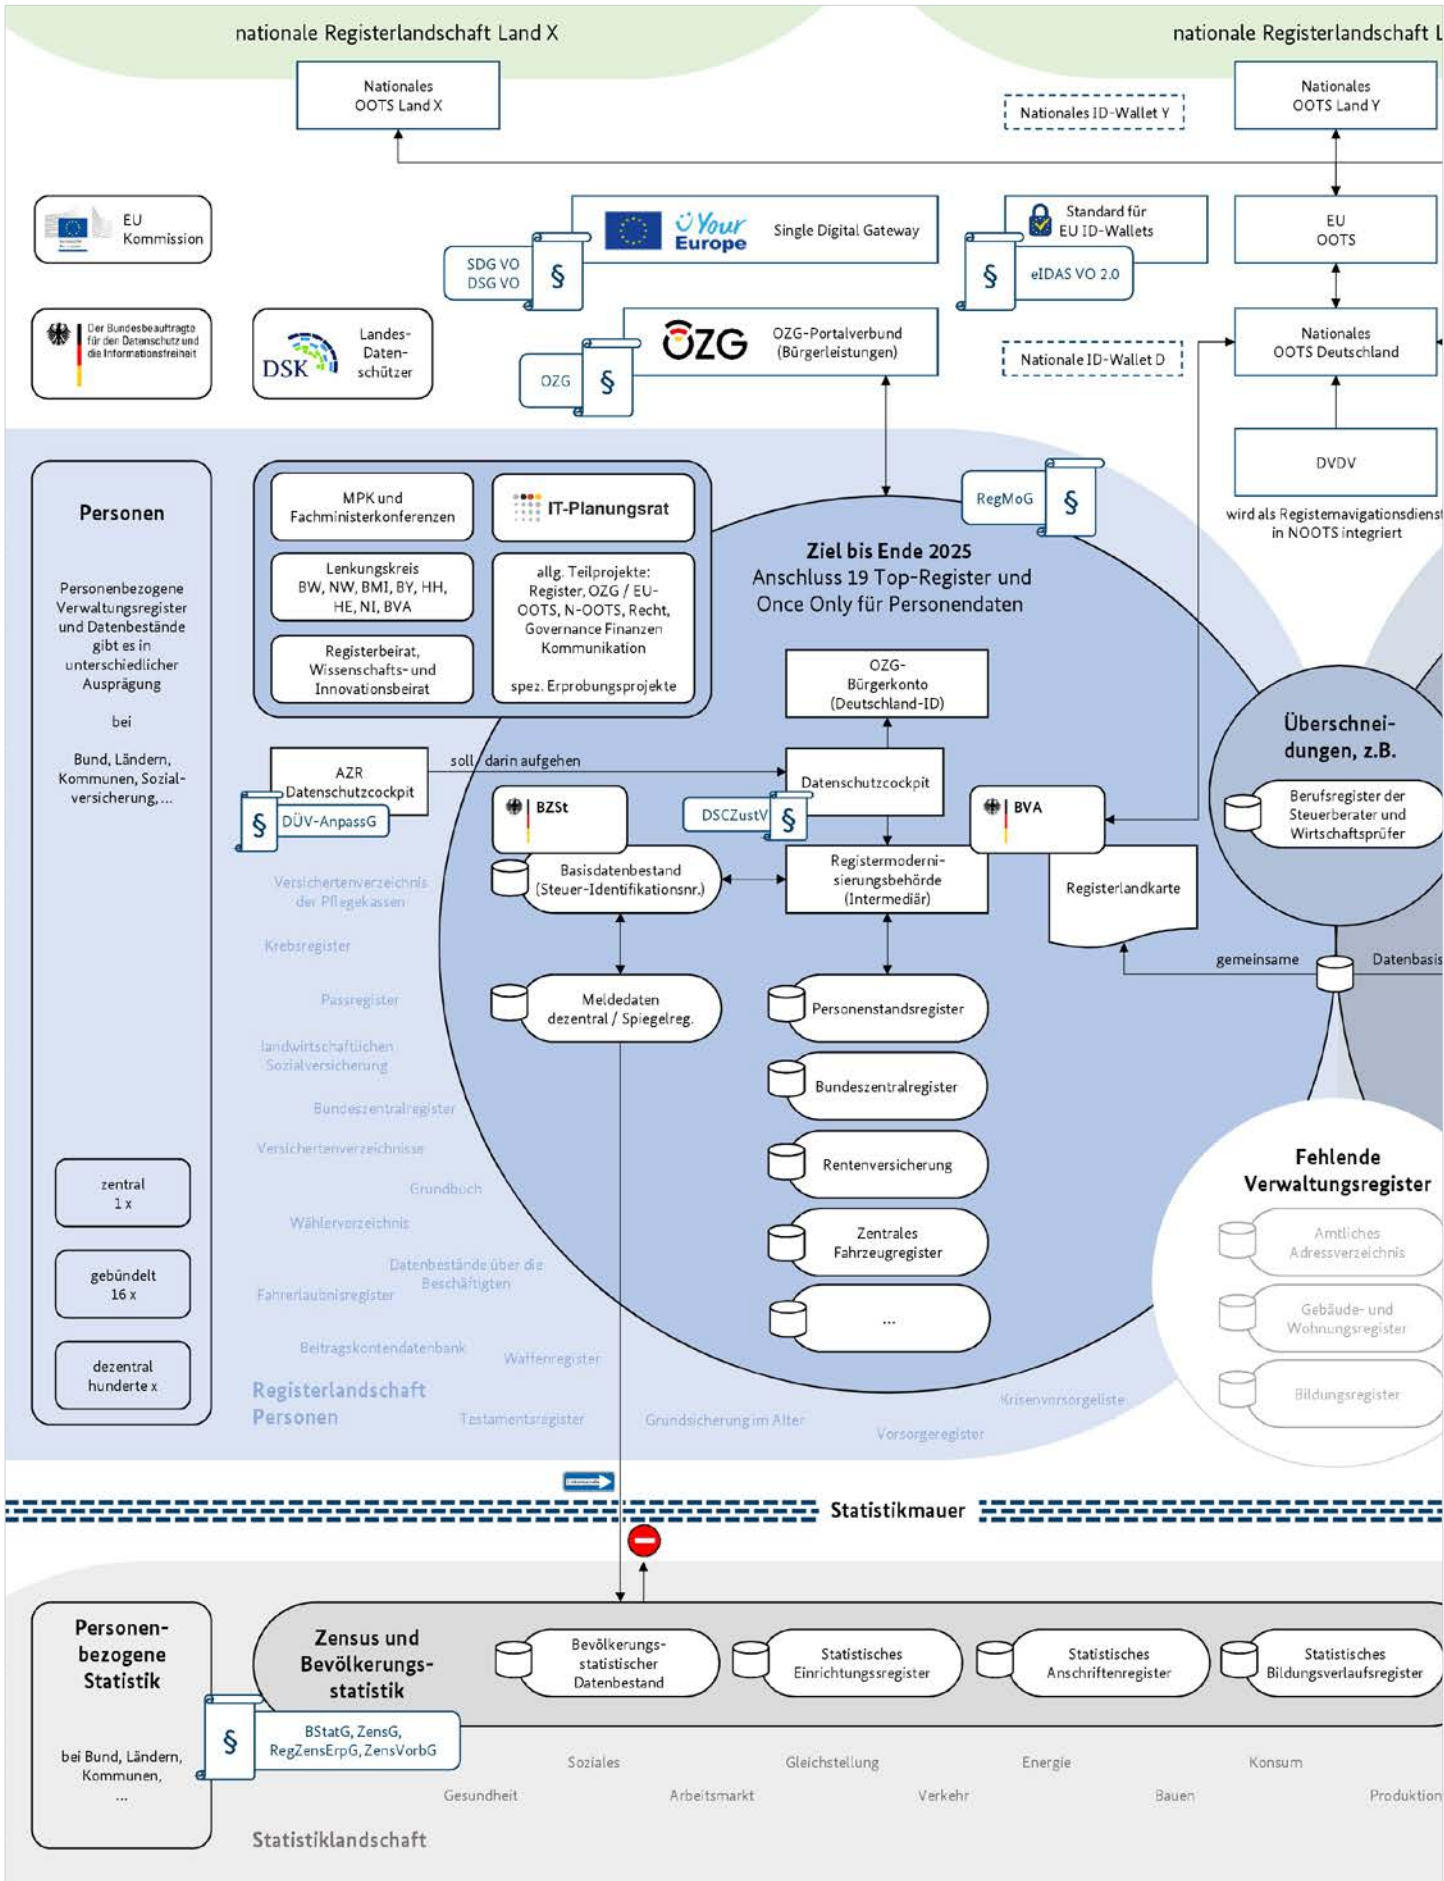 nationale Registerlandschaft Land X
nationale Registerlandschaft L
Nationales
OOTS Land X
Nationales ID-Wallet Y
Nationales
OOTS Land Y
EU
Kommission
Your
Europe
Single Digital Gateway
SDG VO
DSG VO
§
Standard für
EU ID-Wallets
§
eIDAS VO 2.0
EU
OOTS
Der Bundesbeauftragte
für den Datenschutz und
die Informationsfreiheit
DSK
Landes-
Daten-
schützer
OZG
OZG-Portalverbund
(Bürgerleistungen)
OZG
§
Nationale ID-Wallet D
Nationales
OOTS Deutschland
DVDV
wird als Registernavigationsdienst
in NOOTS integriert
Personen
Personenbezogene
Verwaltungsregister
und Datenbestände
gibt es in
unterschiedlicher
Ausprägung
bei
Bund, Ländern,
Kommunen, Sozial-
versicherung, ...
zentral
1 x
gebündelt
16 x
dezentral
hunderte x
MPK und
Fachministerkonferenzen
IT-Planungsrat
Lenkungskreis
BW, NW, BMI, BY, HH,
HE, NI, BVA
allg. Teilprojekte:
Register, OZG / EU-
OOTS, N-OOTS, Recht,
Governance Finanzen
Kommunikation
spez. Erprobungsprojekte
Registerbeirat,
Wissenschafts- und
Innovationsbeirat
RegMoG
§
Ziel bis Ende 2025
Anschluss 19 Top-Register und
Once Only für Personendaten
OZG-
Bürgerkonto
(Deutschland-ID)
AZR
Datenschutzcockpit
§
DÜV-AnpassG
soll darin aufgehen
Datenschutzcockpit
DSCZustV
§
BZSt
Basisdatenbestand
(Steuer-Identifikationsnr.)
Registermoderni-
sierungsbehörde
(Intermediär)
BVA
Registerlandkarte
Überschnei-
dungen, z.B.
Berufsregister der
Steuerberater und
Wirtschaftsprüfer
gemeinsame
Datenbasis
Meldedaten
dezentral / Spiegelreg.
Personenstandsregister
Bundeszentralregister
Rentenversicherung
Zentrales
Fahrzeugregister
...
Versichertenverzeichnis
der Pflegekassen
Krebsregister
Passregister
landwirtschaftlichen
Sozialversicherung
Bundeszentralregister
Versichertenverzeichnisse
Grundbuch
Wählerverzeichnis
Datenbestände über die
Beschäftigten
Fahrerlaubnisregister
Beitragskontendatenbank
Waffenregister
Registerlandschaft
Personen
Testamentsregister
Grundsicherung im Alter
Vorsorgeregister
Krisenvorsorgeliste
Fehlende
Verwaltungsregister
Amtliches
Adressverzeichnis
Gebäude- und
Wohnungsregister
Bildungsregister
Statistikmauer
Personen-
bezogene
Statistik
bei Bund, Ländern,
Kommunen,
...
Zensus und
Bevölkerungs-
statistik
§
BStatG, ZensG,
RegZensErpG, ZensVorbG
Bevölkerungs-
statistischer
Datenbestand
Statistisches
Einrichtungsregister
Statistisches
Anschriftenregister
Statistisches
Bildungsverlaufsregister
Soziales
Gleichstellung
Energie
Konsum
Gesundheit
Arbeitsmarkt
Verkehr
Bauen
Produktion
Statistiklandschaft